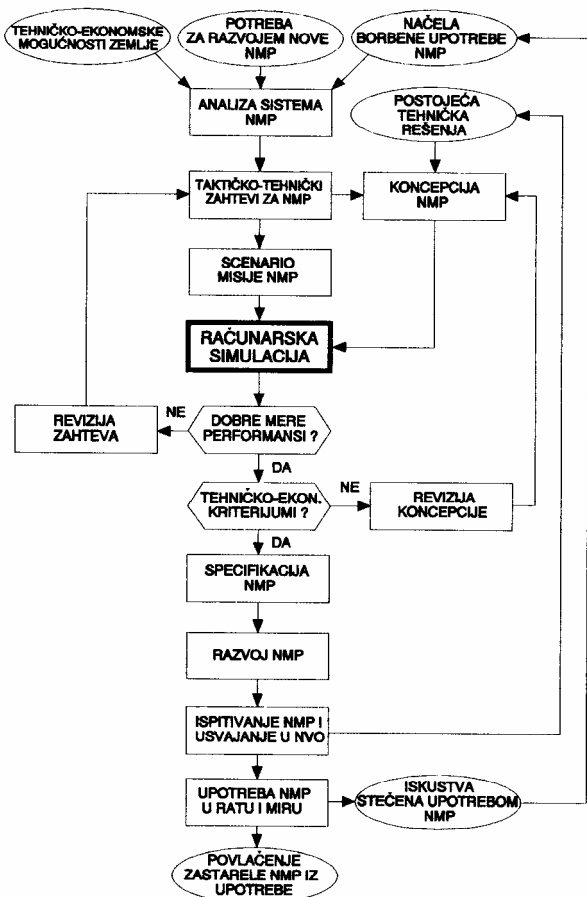 TEHNIČKO-EKONOMSKE
MOGUĆNOSTI ZEMLJE
POTREBA
ZA RAZVOJEM NOVE
NMP
NAČELA
BORBENE UPOTREBE
NMP
ANALIZA SISTEMA
NMP
POSTOJEĆA
TEHNIČKA
REŠENJA
TAKTIČKO-TEHNIČKI
ZAHTEVI ZA NMP
KONCEPCIJA
NMP
SCENARIO
MISIJE NMP
RAČUNARSKA
SIMULACIJA
REVIZIJA
ZAHTEVA
NE
DOBRE MERE
PERFORMANSI ?
DA
TEHNIČKO-EKON.
KRITERIJUMI ?
NE
REVIZIJA
KONCEPCIJE
DA
SPECIFIKACIJA
NMP
RAZVOJ NMP
ISPITIVANJE NMP I
USVAJANJE U NVO
UPOTREBA NMP
U RATU I MIRU
ISKUSTVA
STEČENA UPOTREBOM
NMP
POVLAČENJE
ZASTARELE NMP IZ
UPOTREBE